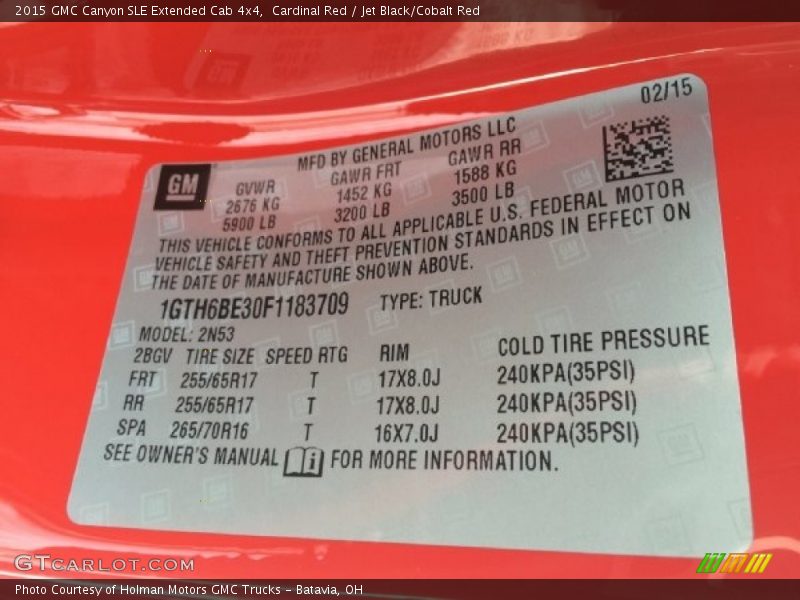 2015 GMC Canyon SLE Extended Cab 4x4,  Cardinal Red / Jet Black/Cobalt Red
02/15
MFD BY GENERAL MOTORS LLC
GM
GVWR GAWR FRT GAWR RR
2676 KG 1452 KG 1588 KG
5900 LB 3200 LB 3500 LB
THIS VEHICLE CONFORMS TO ALL APPLICABLE U.S. FEDERAL MOTOR
VEHICLE SAFETY AND THEFT PREVENTION STANDARDS IN EFFECT ON
THE DATE OF MANUFACTURE SHOWN ABOVE.
1GTH6BE30F1183709 TYPE: TRUCK
MODEL: 2N53
2BGV TIRE SIZE SPEED RTG RIM COLD TIRE PRESSURE
FRT 255/65R17 T 17X8.0J 240KPA(35PSI)
RR 255/65R17 T 17X8.0J 240KPA(35PSI)
SPA 265/70R16 T 16X7.0J 240KPA(35PSI)
SEE OWNER'S MANUAL i FOR MORE INFORMATION.
GTCARLOT.COM
Photo Courtesy of Holman Motors GMC Trucks - Batavia, OH